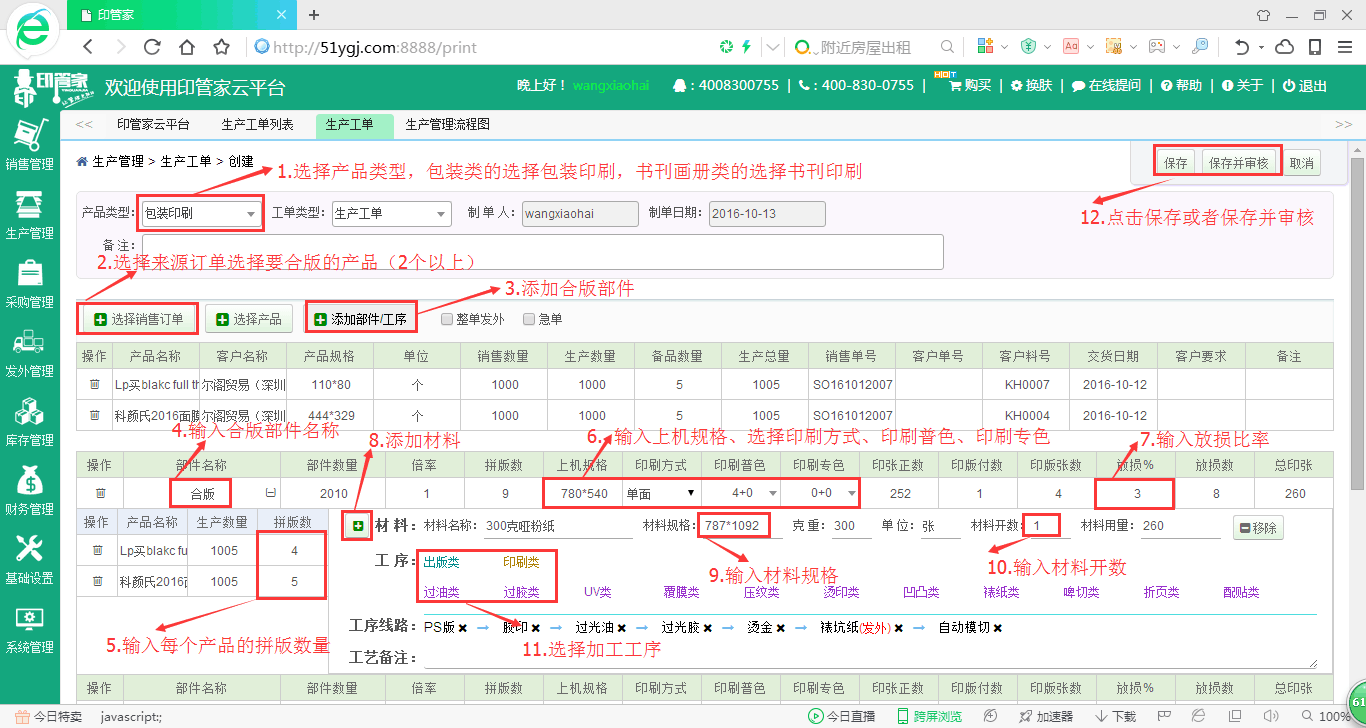 印管家
http://51ygj.com:8888/print
附近房屋出租
印管家
欢迎使用印管家云平台
晚上好！ wangxiaohai
: 4008300755 | : 400-830-0755 | HOT 购买 | 换肤 | 在线提问 | 帮助 | 关于 | 退出
<< 印管家云平台 生产工单列表 生产工单 生产管理流程图 >>
销售管理
生产管理
采购管理
发外管理
库存管理
财务管理
基础设置
系统管理
生产管理 > 生产工单 > 创建
保存 保存并审核 取消
1.选择产品类型，包装类的选择包装印刷，书刊画册类的选择书刊印刷
12.点击保存或者保存并审核
产品类型: 包装印刷 工单类型: 生产工单 制 单 人: wangxiaohai 制单日期: 2016-10-13
备 注:
2.选择来源订单选择要合版的产品（2个以上）
3.添加合版部件
选择销售订单 选择产品 添加部件/工序 整单发外 急单
操作 产品名称 客户名称 产品规格 单位 销售数量 生产数量 备品数量 生产总量 销售单号 客户单号 客户料号 交货日期 客户要求 备注
Lp买blakc full th 尔阁贸易（深圳 110*80 个 1000 1000 5 1005 SO161012007 KH0007 2016-10-12
科颜氏2016面膜 尔阁贸易（深圳 444*329 个 1000 1000 5 1005 SO161012007 KH0004 2016-10-12
4.输入合版部件名称
8.添加材料
6.输入上机规格、选择印刷方式、印刷普色、印刷专色
7.输入放损比率
操作 部件名称 部件数量 倍率 拼版数 上机规格 印刷方式 印刷普色 印刷专色 印张正数 印版付数 印版张数 放损% 放损数 总印张
合版 2010 1 9 780*540 单面 4+0 0+0 252 1 4 3 8 260
操作 产品名称 生产数量 拼版数
Lp买blakc fu 1005 4
科颜氏2016面 1005 5
5.输入每个产品的拼版数量
材 料: 材料名称: 300克哑粉纸 材料规格: 787*1092 克 重: 300 单 位: 张 材料开数: 1 材料用量: 260 移除
9.输入材料规格
10.输入材料开数
工 序: 出版类 印刷类
过油类 过胶类 UV类 覆膜类 压纹类 烫印类 凹凸类 裱纸类 啤切类 折页类 配贴类
工序线路: PS版 胶印 过光油 过光胶 烫金 裱坑纸(发外) 自动模切
11.选择加工工序
工艺备注:
操作 部件名称 部件数量 倍率 拼版数 上机规格 印刷方式 印刷普色 印刷专色 印张正数 印版付数 印版张数 放损% 放损数 总印张
61
今日特卖 javascript:; 今日直播 跨屏浏览 加速器 下载 100%